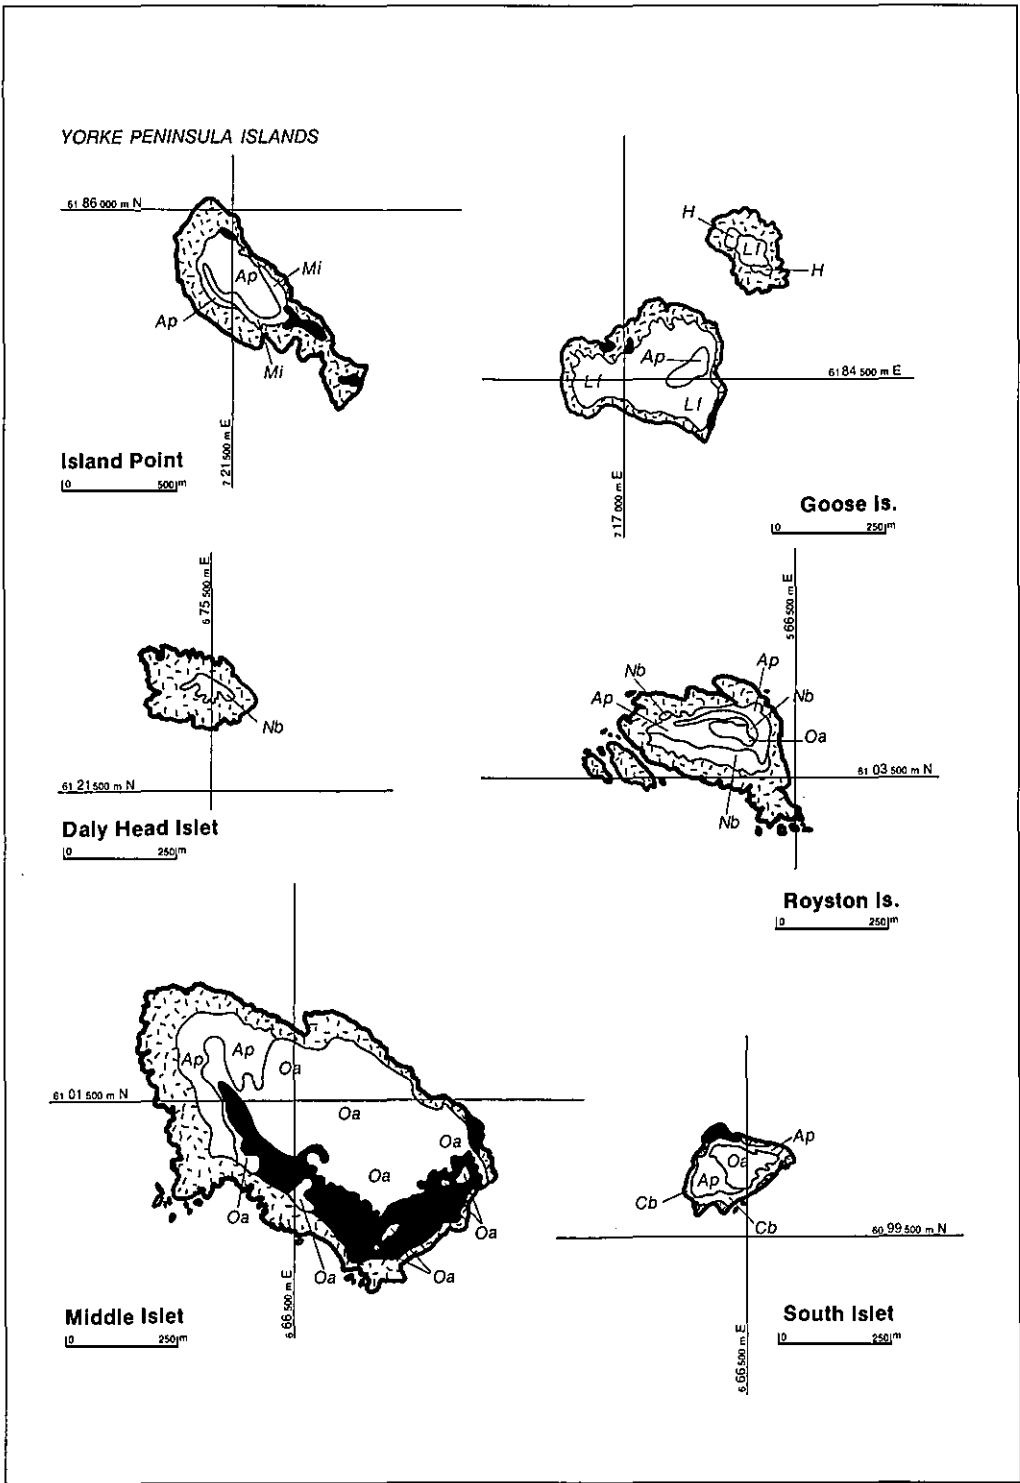 YORKE PENINSULA ISLANDS
61 86 000 m N
Mi
Ap
Ap
Mi
7 21 500 m E
Island Point
0 500 m
H
Lf
H
Ap
Lf
61 84 500 m E
Lf
7 17 000 m E
Goose Is.
0 250 m
6 75 500 m E
Nb
61 21 500 m N
Daly Head Islet
0 250 m
5 66 500 m E
Ap
Nb
Nb
Ap
Oa
61 03 500 m N
Nb
Royston Is.
0 250 m
Ap
Ap
Oa
61 01 500 m N
Oa
Oa
Oa
Oa
Oa
Oa
Oa
6 66 500 m E
Middle Islet
0 250 m
Ap
Oa
Ap
Cb
Cb
60 99 500 m N
6 66 500 m E
South Islet
0 250 m